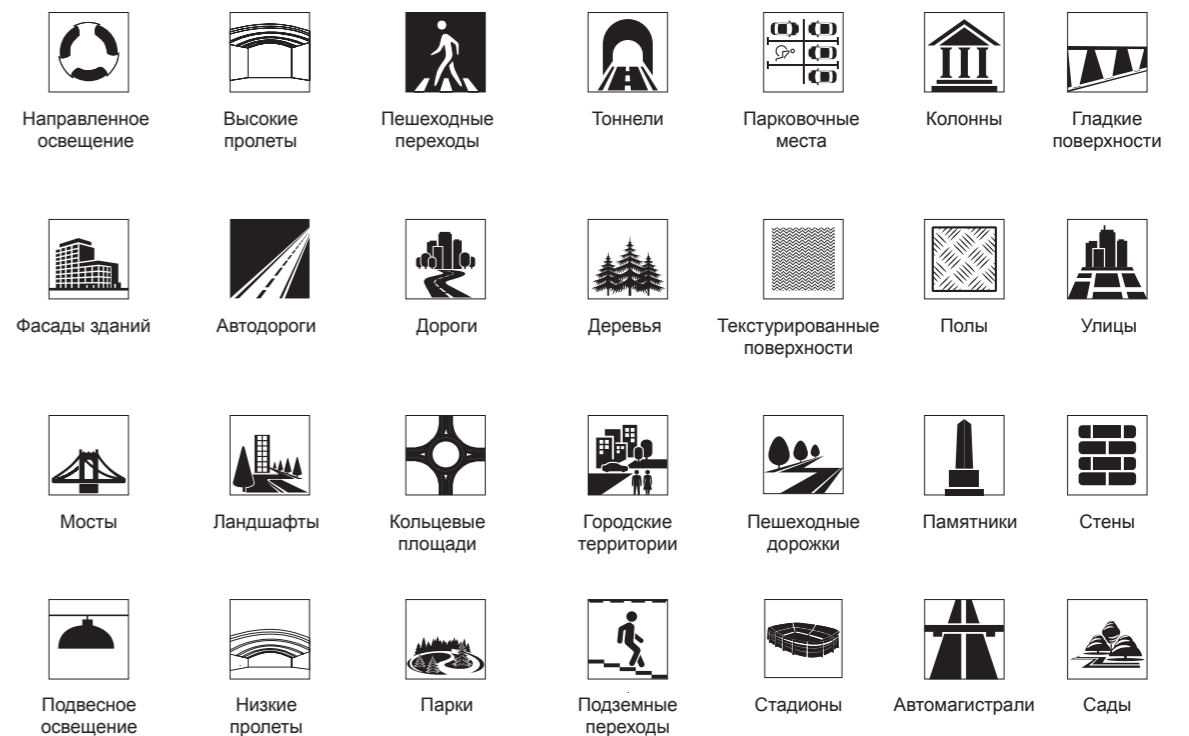 Направленное
освещение
Высокие
пролеты
Пешеходные
переходы
Тоннели
Парковочные
места
Колонны
Гладкие
поверхности
Фасады зданий
Автодороги
Дороги
Деревья
Текстурированные
поверхности
Полы
Улицы
Мосты
Ландшафты
Кольцевые
площади
Городские
территории
Пешеходные
дорожки
Памятники
Стены
Подвесное
освещение
Низкие
пролеты
Парки
Подземные
переходы
Стадионы
Автомагистрали
Сады